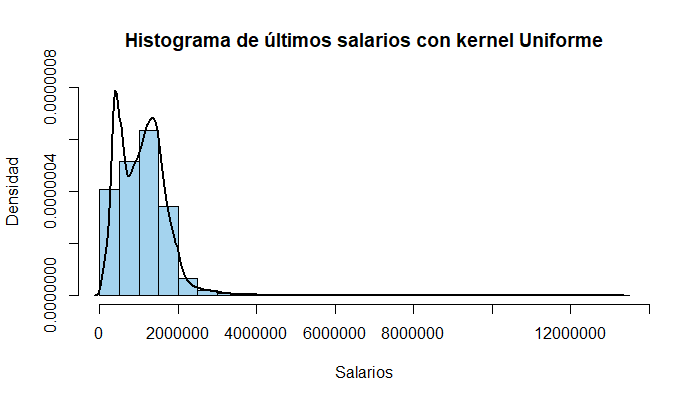 Histograma de últimos salarios con kernel Uniforme
Densidad
0.0000008
0.0000004
0.0000000
0 2000000 4000000 6000000 8000000 12000000
Salarios